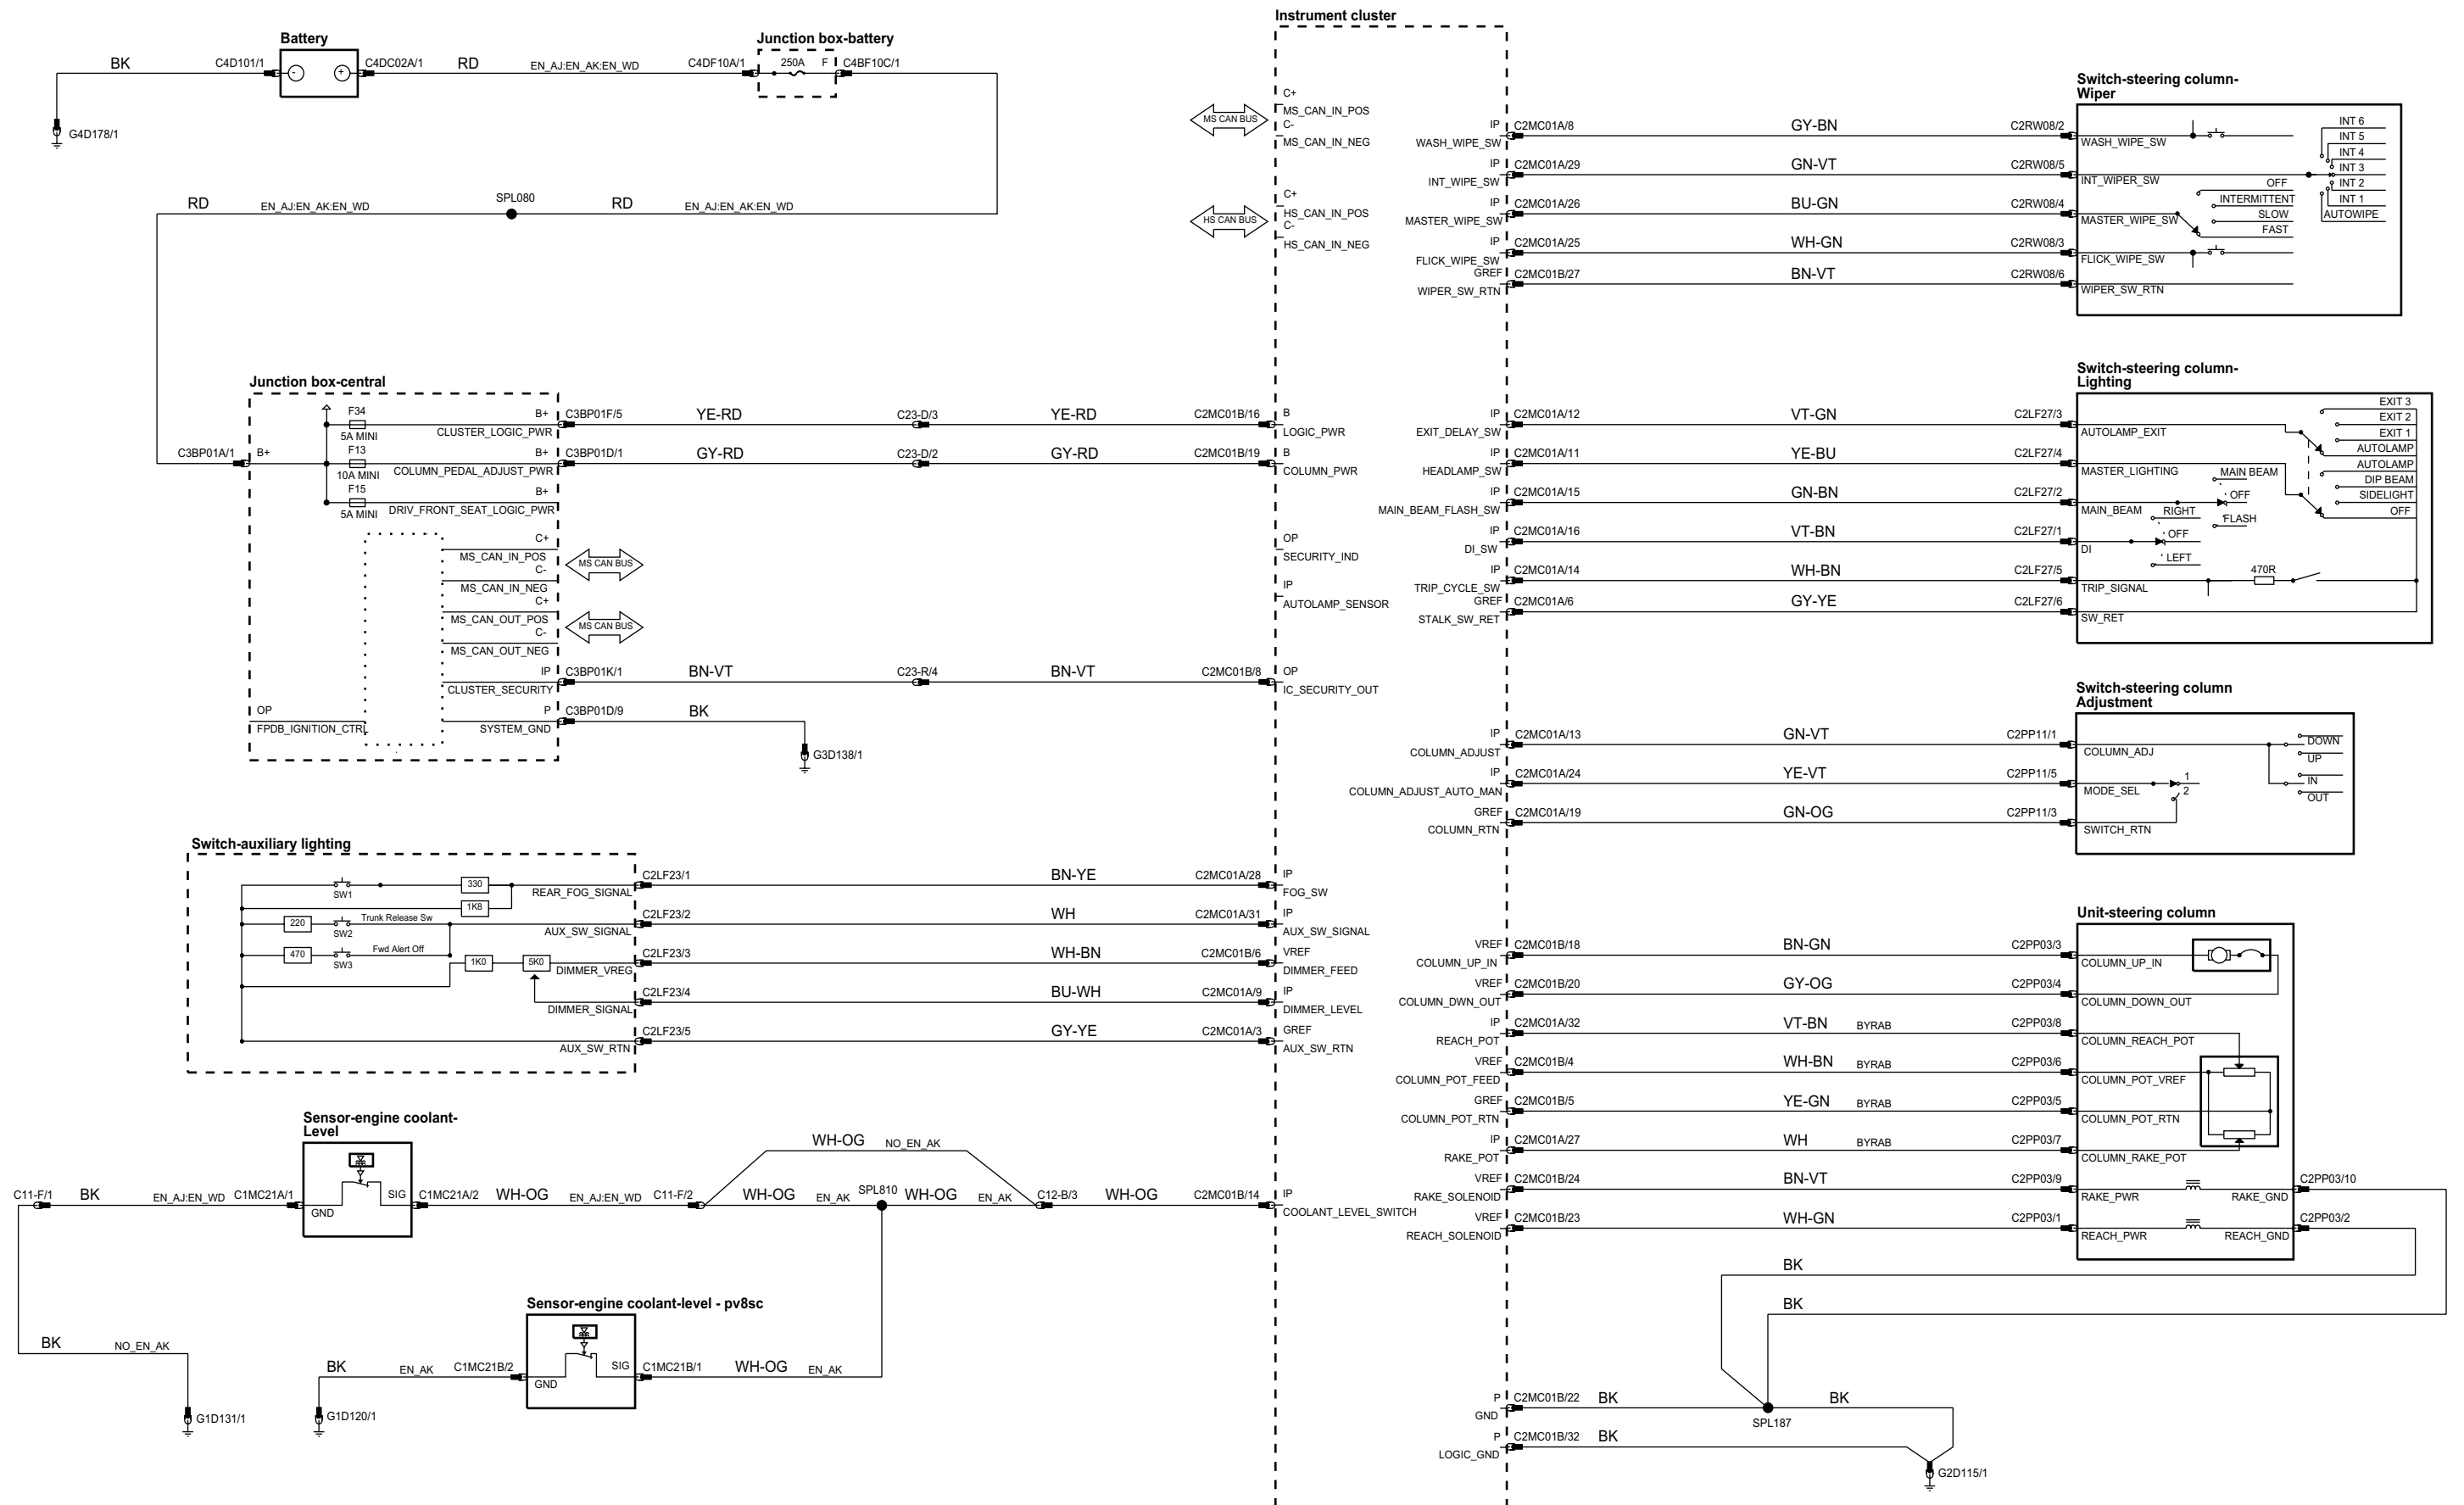 Instrument cluster
Battery
Junction box-battery
BK
C4D101/1
-
+
C4DC02A/1
RD
EN_AJ:EN_AK:EN_WD
C4DF10A/1
250A
F
C4BF10C/1
G4D178/1
RD
EN_AJ:EN_AK:EN_WD
SPL080
RD
EN_AJ:EN_AK:EN_WD
MS CAN BUS
C+
MS_CAN_IN_POS
C-
MS_CAN_IN_NEG
HS CAN BUS
C+
HS_CAN_IN_POS
C-
HS_CAN_IN_NEG
Switch-steering column-
Wiper
IP
WASH_WIPE_SW
C2MC01A/8
GY-BN
C2RW08/2
WASH_WIPE_SW
IP
INT_WIPE_SW
C2MC01A/29
GN-VT
C2RW08/5
INT_WIPER_SW
IP
MASTER_WIPE_SW
C2MC01A/26
BU-GN
C2RW08/4
MASTER_WIPE_SW
IP
FLICK_WIPE_SW
C2MC01A/25
WH-GN
C2RW08/3
FLICK_WIPE_SW
GREF
WIPER_SW_RTN
C2MC01B/27
BN-VT
C2RW08/6
WIPER_SW_RTN
INT 6
INT 5
INT 4
INT 3
INT 2
INT 1
AUTOWIPE
OFF
INTERMITTENT
SLOW
FAST
Junction box-central
C3BP01A/1
B+
F34
5A MINI
B+
CLUSTER_LOGIC_PWR
C3BP01F/5
YE-RD
C23-D/3
YE-RD
C2MC01B/16
B
LOGIC_PWR
F13
10A MINI
B+
COLUMN_PEDAL_ADJUST_PWR
C3BP01D/1
GY-RD
C23-D/2
GY-RD
C2MC01B/19
B
COLUMN_PWR
F15
5A MINI
B+
DRIV_FRONT_SEAT_LOGIC_PWR
C+
MS_CAN_IN_POS
C-
MS_CAN_IN_NEG
MS CAN BUS
C+
MS_CAN_OUT_POS
C-
MS_CAN_OUT_NEG
MS CAN BUS
IP
CLUSTER_SECURITY
C3BP01K/1
BN-VT
C23-R/4
BN-VT
C2MC01B/8
OP
IC_SECURITY_OUT
OP
FPDB_IGNITION_CTRL
P
SYSTEM_GND
C3BP01D/9
BK
G3D138/1
OP
SECURITY_IND
IP
AUTOLAMP_SENSOR
Switch-steering column-
Lighting
IP
EXIT_DELAY_SW
C2MC01A/12
VT-GN
C2LF27/3
AUTOLAMP_EXIT
IP
HEADLAMP_SW
C2MC01A/11
YE-BU
C2LF27/4
MASTER_LIGHTING
IP
MAIN_BEAM_FLASH_SW
C2MC01A/15
GN-BN
C2LF27/2
MAIN_BEAM
IP
DI_SW
C2MC01A/16
VT-BN
C2LF27/1
DI
IP
TRIP_CYCLE_SW
C2MC01A/14
WH-BN
C2LF27/5
TRIP_SIGNAL
GREF
STALK_SW_RET
C2MC01A/6
GY-YE
C2LF27/6
SW_RET
EXIT 3
EXIT 2
EXIT 1
AUTOLAMP
AUTOLAMP
DIP BEAM
SIDELIGHT
OFF
MAIN BEAM
OFF
FLASH
RIGHT
OFF
LEFT
470R
Switch-steering column
Adjustment
IP
COLUMN_ADJUST
C2MC01A/13
GN-VT
C2PP11/1
COLUMN_ADJ
IP
COLUMN_ADJUST_AUTO_MAN
C2MC01A/24
YE-VT
C2PP11/5
MODE_SEL
GREF
COLUMN_RTN
C2MC01A/19
GN-OG
C2PP11/3
SWITCH_RTN
1
2
DOWN
UP
IN
OUT
Switch-auxiliary lighting
SW1
330
1K8
REAR_FOG_SIGNAL
C2LF23/1
BN-YE
C2MC01A/28
IP
FOG_SW
220
SW2
Trunk Release Sw
AUX_SW_SIGNAL
C2LF23/2
WH
C2MC01A/31
IP
AUX_SW_SIGNAL
470
SW3
Fwd Alert Off
1K0
5K0
DIMMER_VREG
C2LF23/3
WH-BN
C2MC01B/6
VREF
DIMMER_FEED
DIMMER_SIGNAL
C2LF23/4
BU-WH
C2MC01A/9
IP
DIMMER_LEVEL
AUX_SW_RTN
C2LF23/5
GY-YE
C2MC01A/3
GREF
AUX_SW_RTN
Unit-steering column
VREF
COLUMN_UP_IN
C2MC01B/18
BN-GN
C2PP03/3
COLUMN_UP_IN
VREF
COLUMN_DWN_OUT
C2MC01B/20
GY-OG
C2PP03/4
COLUMN_DOWN_OUT
IP
REACH_POT
C2MC01A/32
VT-BN
BYRAB
C2PP03/8
COLUMN_REACH_POT
VREF
COLUMN_POT_FEED
C2MC01B/4
WH-BN
BYRAB
C2PP03/6
COLUMN_POT_VREF
GREF
COLUMN_POT_RTN
C2MC01B/5
YE-GN
BYRAB
C2PP03/5
COLUMN_POT_RTN
IP
RAKE_POT
C2MC01A/27
WH
BYRAB
C2PP03/7
COLUMN_RAKE_POT
VREF
RAKE_SOLENOID
C2MC01B/24
BN-VT
C2PP03/9
RAKE_PWR
RAKE_GND
C2PP03/10
VREF
REACH_SOLENOID
C2MC01B/23
WH-GN
C2PP03/1
REACH_PWR
REACH_GND
C2PP03/2
BK
BK
Sensor-engine coolant-
Level
C11-F/1
BK
EN_AJ:EN_WD
C1MC21A/1
GND
SIG
C1MC21A/2
WH-OG
EN_AJ:EN_WD
C11-F/2
WH-OG
NO_EN_AK
WH-OG
EN_AK
SPL810
WH-OG
EN_AK
C12-B/3
WH-OG
C2MC01B/14
IP
COOLANT_LEVEL_SWITCH
Sensor-engine coolant-level - pv8sc
BK
NO_EN_AK
G1D131/1
BK
EN_AK
C1MC21B/2
GND
SIG
C1MC21B/1
WH-OG
EN_AK
G1D120/1
P
GND
C2MC01B/22
BK
SPL187
BK
P
LOGIC_GND
C2MC01B/32
BK
G2D115/1